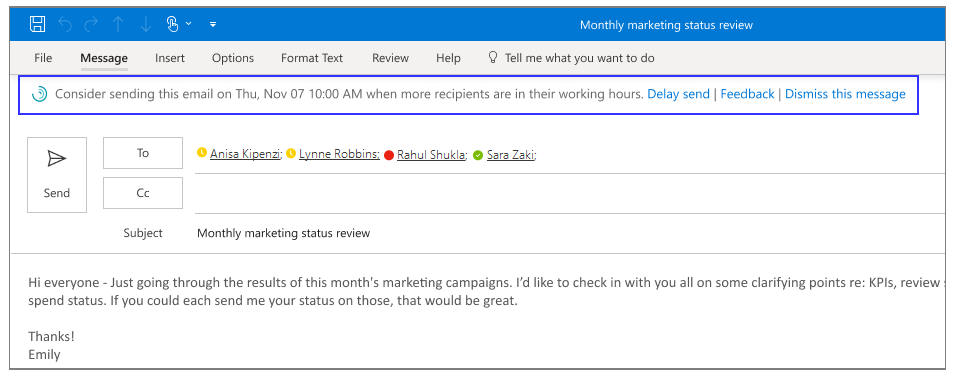 Monthly marketing status review
File Message Insert Options Format Text Review Help Tell me what you want to do
Consider sending this email on Thu, Nov 07 10:00 AM when more recipients are in their working hours. Delay send | Feedback | Dismiss this message
To Anisa Kipenzi; Lynne Robbins; Rahul Shukla; Sara Zaki;
Send Cc
Subject Monthly marketing status review
Hi everyone - Just going through the results of this month's marketing campaigns. I'd like to check in with you all on some clarifying points re: KPIs, review
spend status. If you could each send me your status on those, that would be great.
Thanks!
Emily